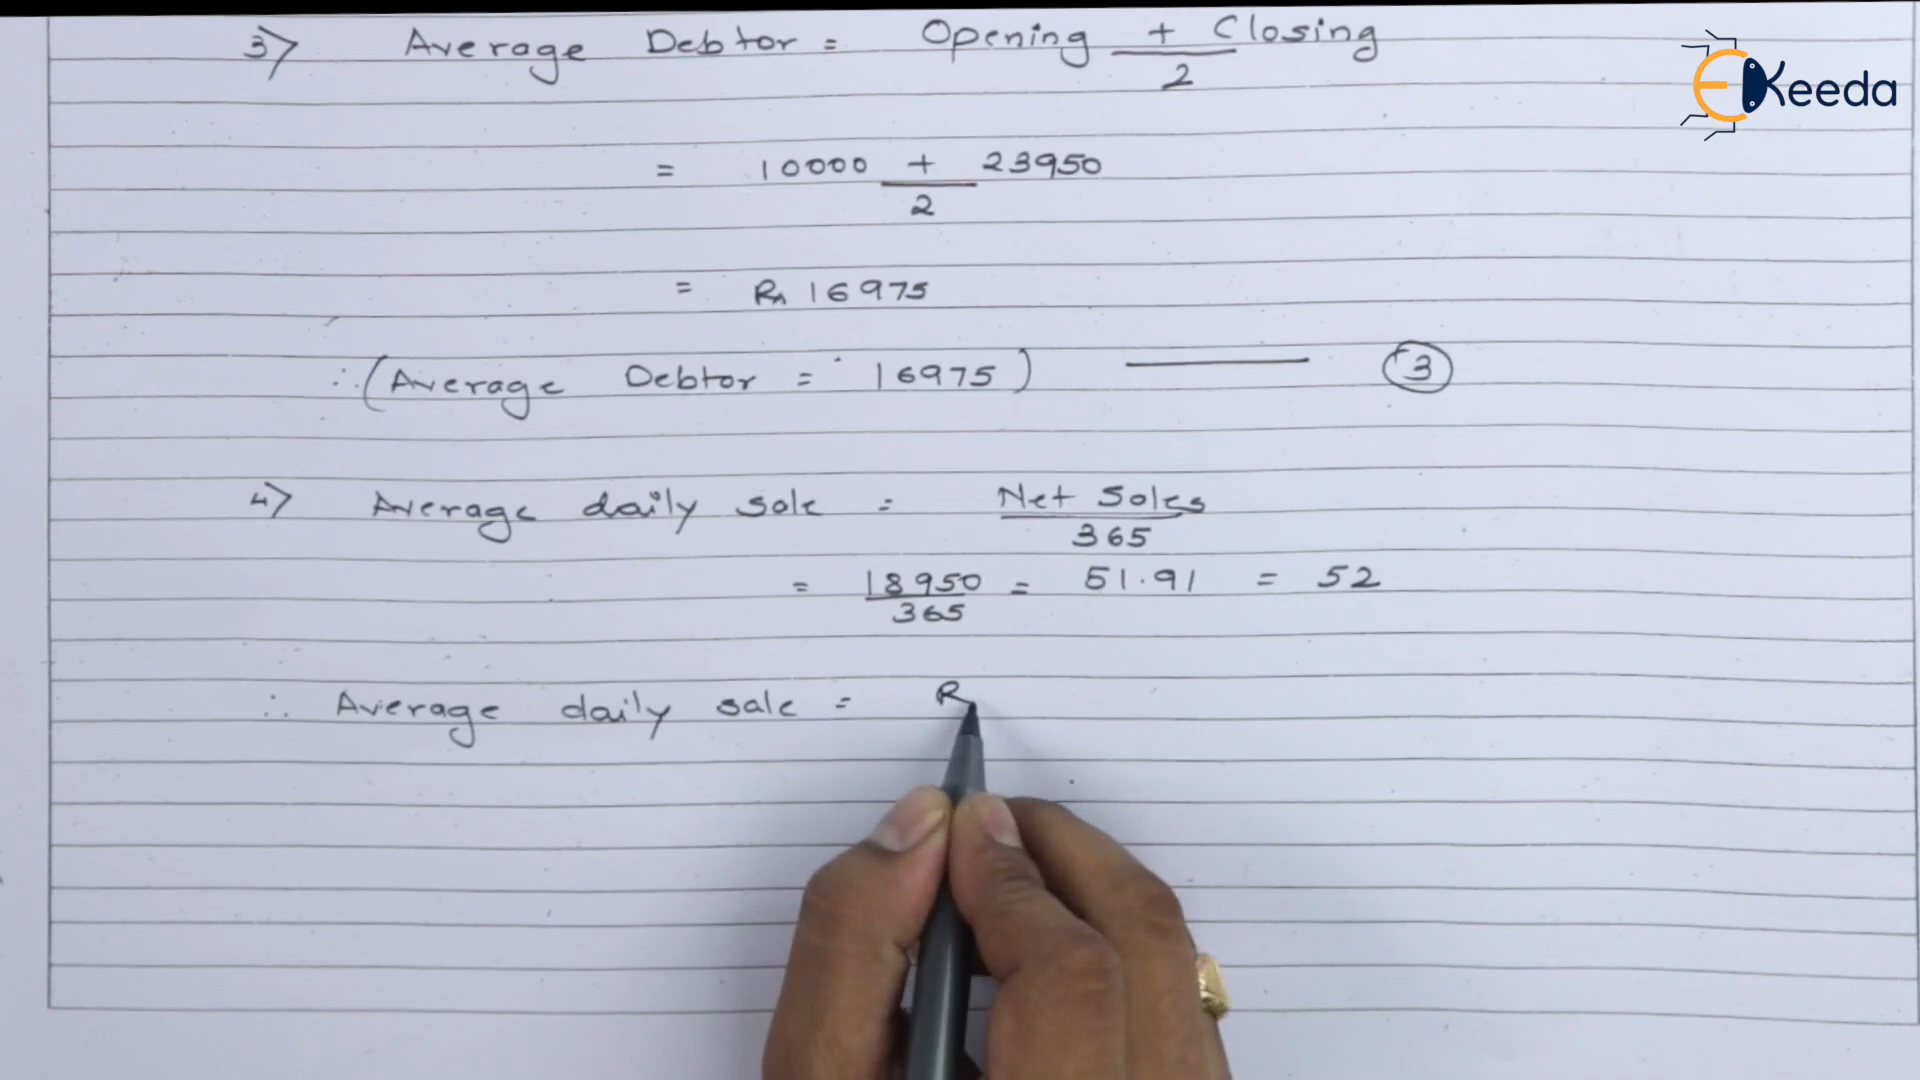 3) Average Debtor = Opening + Closing
2
EKeeda
= 10000 + 23950
2
= Rs 16975
∴ (Average Debtor = 16975) ——— 3
4) Average daily sale = Net Sales
365
= 18950 = 51.91 = 52
365
∴ Average daily sale = R